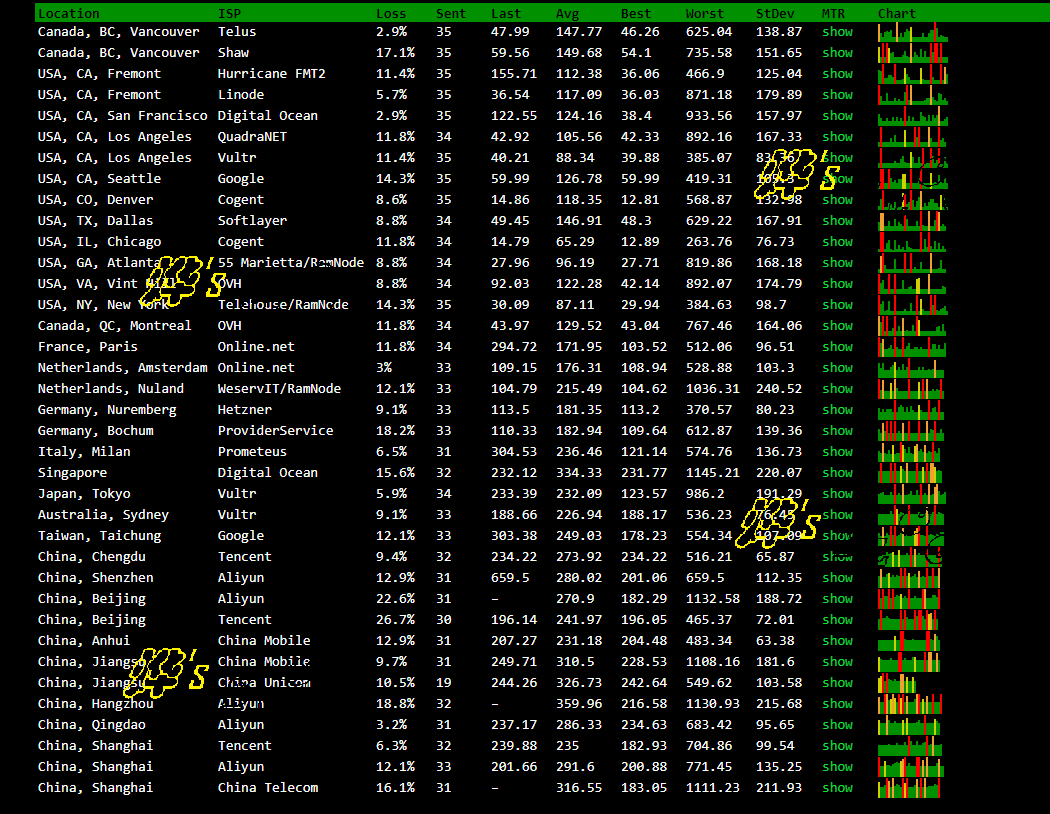 Location ISP Loss Sent Last Avg Best Worst StDev MTR Chart
Canada, BC, Vancouver Telus 2.9% 35 47.99 147.77 46.26 625.04 138.87 show
Canada, BC, Vancouver Shaw 17.1% 35 59.56 149.68 54.1 735.58 151.65 show
USA, CA, Fremont Hurricane FMT2 11.4% 35 155.71 112.38 36.06 466.9 125.04 show
USA, CA, Fremont Linode 5.7% 35 36.54 117.09 36.03 871.18 179.89 show
USA, CA, San Francisco Digital Ocean 2.9% 35 122.55 124.16 38.4 933.56 157.97 show
USA, CA, Los Angeles QuadraNET 11.8% 34 42.92 105.56 42.33 892.16 167.33 show
USA, CA, Los Angeles Vultr 11.4% 35 40.21 88.34 39.88 385.07 83.36 show
USA, CA, Seattle Google 14.3% 35 59.99 126.78 59.99 419.31 show
USA, CO, Denver Cogent 8.6% 35 14.86 118.35 12.81 568.87 132.98 show
USA, TX, Dallas Softlayer 8.8% 34 49.45 146.91 48.3 629.22 167.91 show
USA, IL, Chicago Cogent 11.8% 34 14.79 65.29 12.89 263.76 76.73 show
USA, GA, Atlanta 55 Marietta/RamNode 8.8% 34 27.96 96.19 27.71 819.86 168.18 show
USA, VA, Vint Hill OVH 8.8% 34 92.03 122.28 42.14 892.07 174.79 show
USA, NY, New York Telehouse/RamNode 14.3% 35 30.09 87.11 29.94 384.63 98.7 show
Canada, QC, Montreal OVH 11.8% 34 43.97 129.52 43.04 767.46 164.06 show
France, Paris Online.net 11.8% 34 294.72 171.95 103.52 512.06 96.51 show
Netherlands, Amsterdam Online.net 3% 33 109.15 176.31 108.94 528.88 103.3 show
Netherlands, Nuland WeservIT/RamNode 12.1% 33 104.79 215.49 104.62 1036.31 240.52 show
Germany, Nuremberg Hetzner 9.1% 33 113.5 181.35 113.2 370.57 80.23 show
Germany, Bochum ProviderService 18.2% 33 110.33 182.94 109.64 612.87 139.36 show
Italy, Milan Prometeus 6.5% 31 304.53 236.46 121.14 574.76 136.73 show
Singapore Digital Ocean 15.6% 32 232.12 334.33 231.77 1145.21 220.07 show
Japan, Tokyo Vultr 5.9% 34 233.39 232.09 123.57 986.2 191.29 show
Australia, Sydney Vultr 9.1% 33 188.66 226.94 188.17 536.23 76.45 show
Taiwan, Taichung Google 12.1% 33 303.38 249.03 178.23 554.34 107.09 show
China, Chengdu Tencent 9.4% 32 234.22 273.92 234.22 516.21 65.87 show
China, Shenzhen Aliyun 12.9% 31 659.5 280.02 201.06 659.5 112.35 show
China, Beijing Aliyun 22.6% 31 – 270.9 182.29 1132.58 188.72 show
China, Beijing Tencent 26.7% 30 196.14 241.97 196.05 465.37 72.01 show
China, Anhui China Mobile 12.9% 31 207.27 231.18 204.48 483.34 63.38 show
China, Jiangsu China Mobile 9.7% 31 249.71 310.5 228.53 1108.16 181.6 show
China, Jiangsu China Unicom 10.5% 19 244.26 326.73 242.64 549.62 103.58 show
China, Hangzhou Aliyun 18.8% 32 – 359.96 216.58 1130.93 215.68 show
China, Qingdao Aliyun 3.2% 31 237.17 286.33 234.63 683.42 95.65 show
China, Shanghai Tencent 6.3% 32 239.88 235 182.93 704.86 99.54 show
China, Shanghai Aliyun 12.1% 33 201.66 291.6 200.88 771.45 135.25 show
China, Shanghai China Telecom 16.1% 31 – 316.55 183.05 1111.23 211.93 show